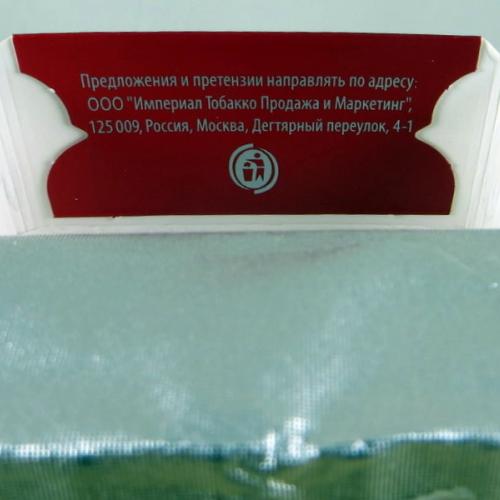 Предложения и претензии направлять по адресу:
ООО "Империал Тобакко Продажа и Маркетинг",
125 009, Россия, Москва, Дегтярный переулок, 4-1